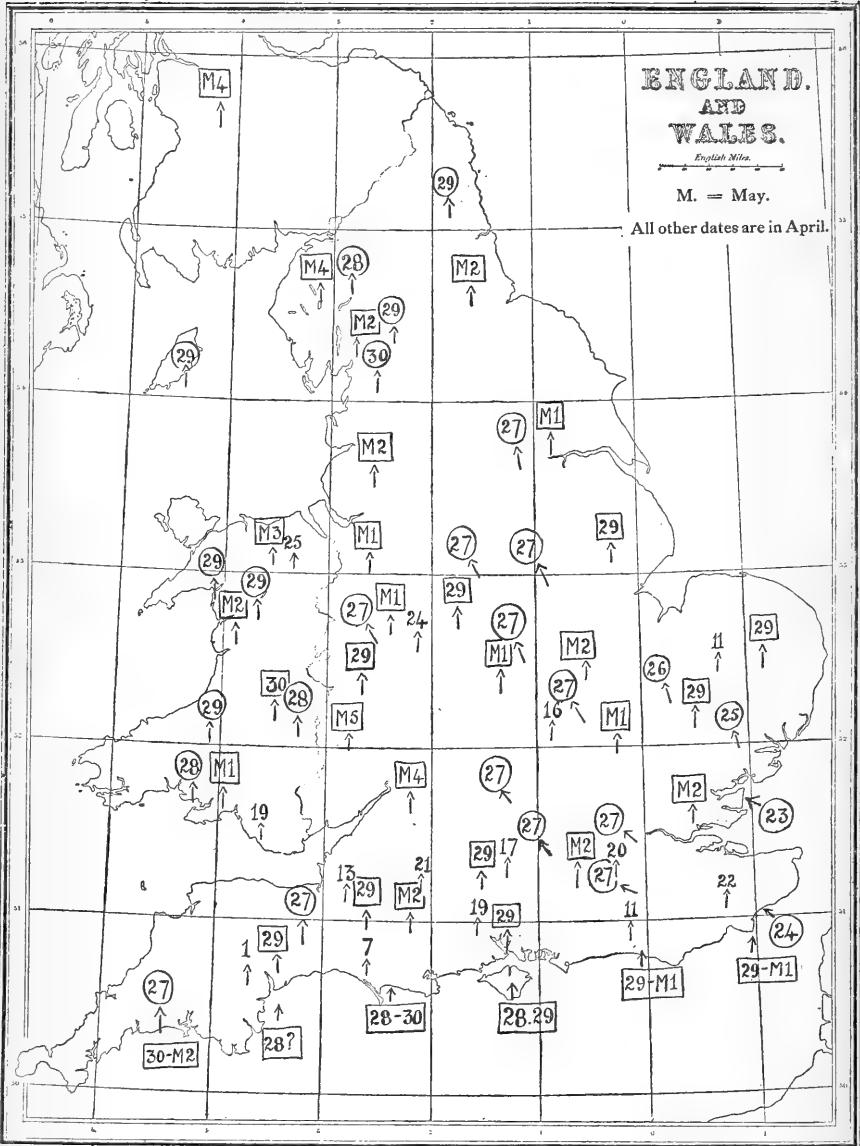 ENGLAND.
AND
WALES.
English Miles.
M. = May.
All other dates are in April.
M4
29
M4
28
M2
M2
29
29
30
27
M1
M2
M3
25
M1
27
27
29
29
29
M2
29
M1
24
27
27
29
M1
M2
11
29
26
29
25
27
16
M1
30
28
29
M5
28
M1
19
M4
27
M2
23
27
27
29
17
M2
20
27
13
29
21
M2
22
27
19
29
11
24
1
29
7
29-M1
29-M1
27
30-M2
28?
28-30
28.29